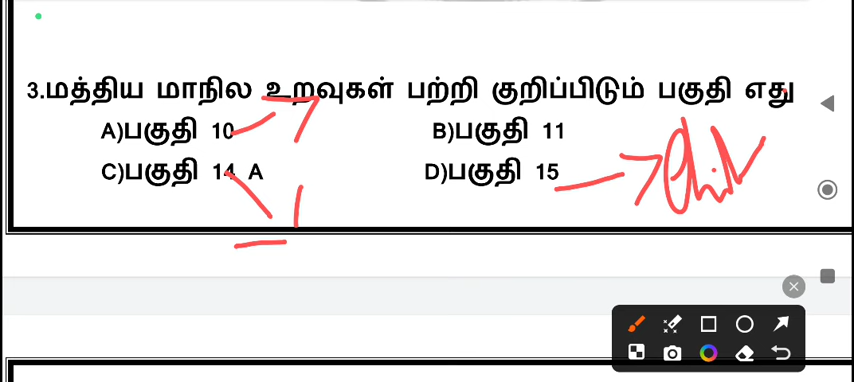 3.மத்திய மாநில உறவுகள் பற்றி குறிப்பிடும் பகுதி எது
A)பகுதி 10 B)பகுதி 11
C)பகுதி 14 A D)பகுதி 15